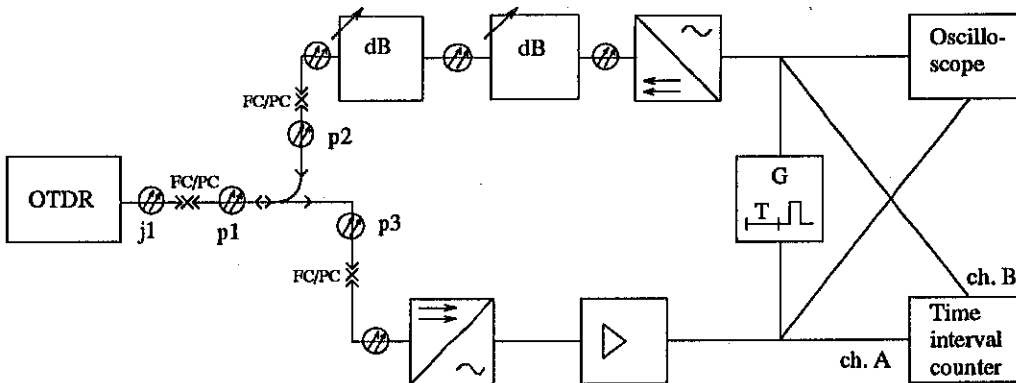 dB
dB
Oscillo-
scope
FC/PC
p2
OTDR
FC/PC
j1
p1
p3
G
T
FC/PC
ch. B
ch. A
Time
interval
counter